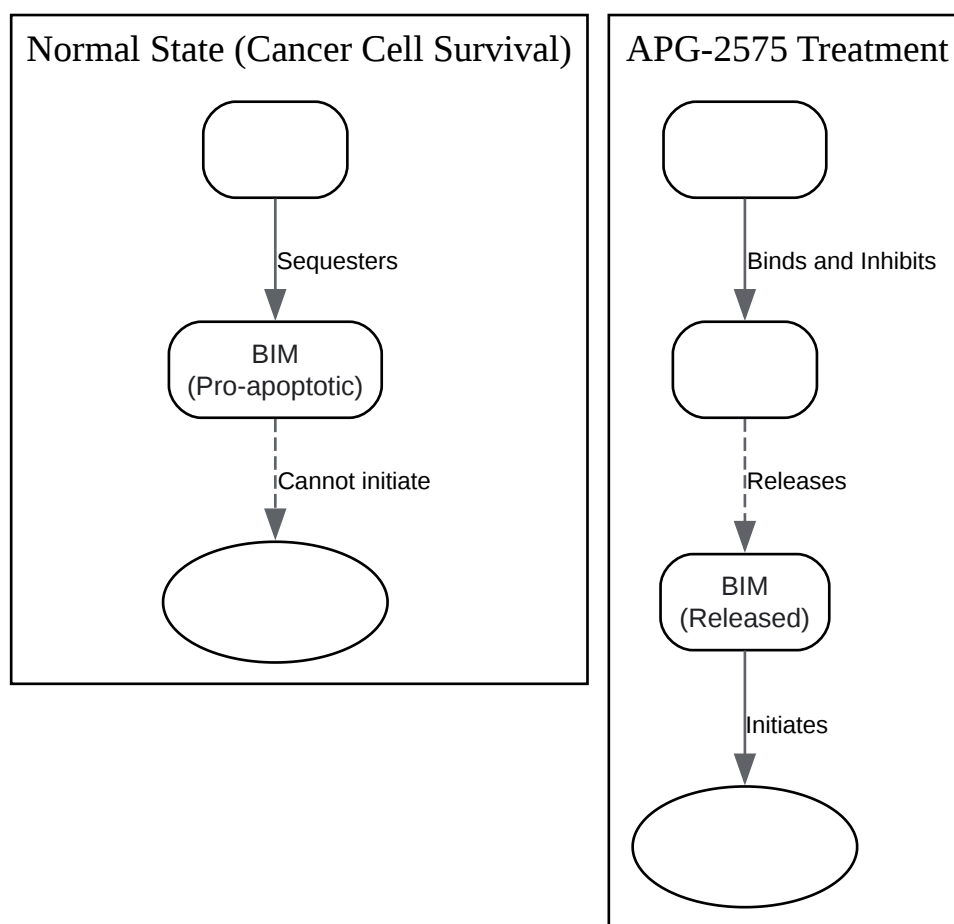 Normal State (Cancer Cell Survival)
Sequesters
BIM
(Pro-apoptotic)
Cannot initiate
APG-2575 Treatment
Binds and Inhibits
Releases
BIM
(Released)
Initiates